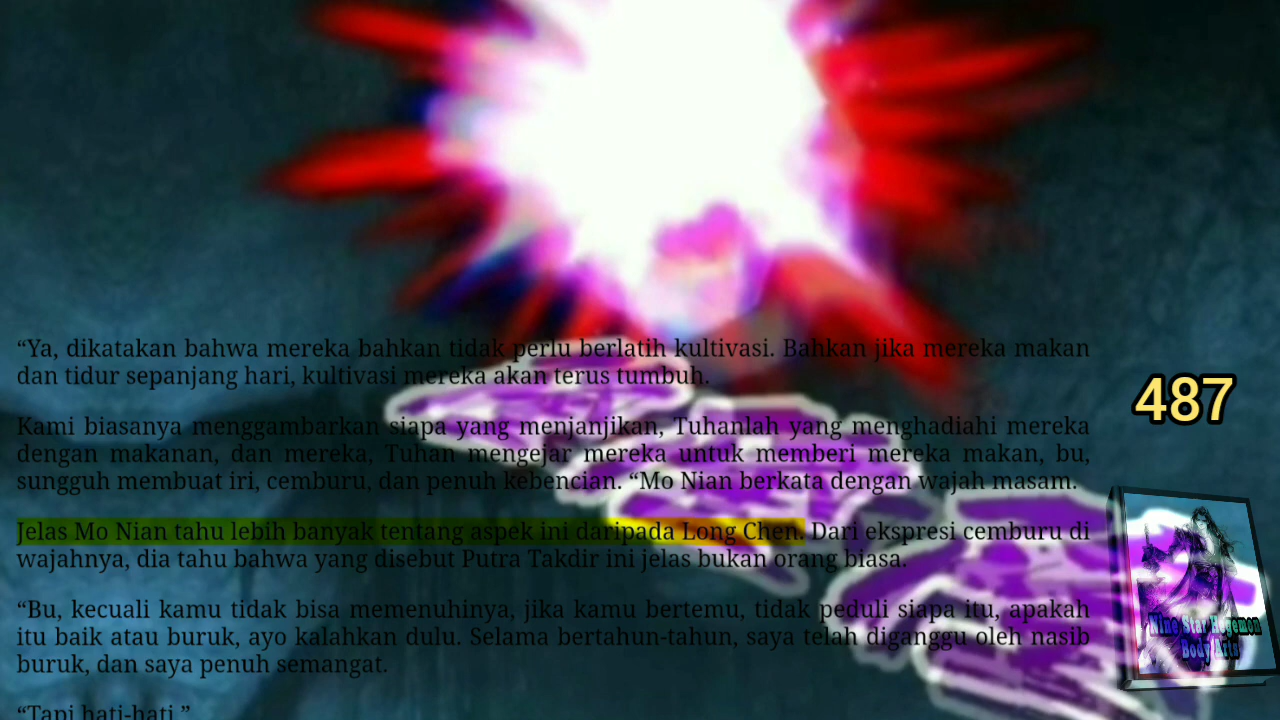 “Ya, dikatakan bahwa mereka bahkan tidak perlu berlatih kultivasi. Bahkan jika mereka makan
dan tidur sepanjang hari, kultivasi mereka akan terus tumbuh.
Kami biasanya menggambarkan siapa yang menjanjikan, Tuhanlah yang menghadiahi mereka
dengan makanan, dan mereka, Tuhan mengejar mereka untuk memberi mereka makan, bu,
sungguh membuat iri, cemburu, dan penuh kebencian. “Mo Nian berkata dengan wajah masam.
Jelas Mo Nian tahu lebih banyak tentang aspek ini daripada Long Chen. Dari ekspresi cemburu di
wajahnya, dia tahu bahwa yang disebut Putra Takdir ini jelas bukan orang biasa.
“Bu, kecuali kamu tidak bisa memenuhinya, jika kamu bertemu, tidak peduli siapa itu, apakah
itu baik atau buruk, ayo kalahkan dulu. Selama bertahun-tahun, saya telah diganggu oleh nasib
buruk, dan saya penuh semangat.
“Tapi hati-hati.”
487
Nine Star Hegemon
Body Arts